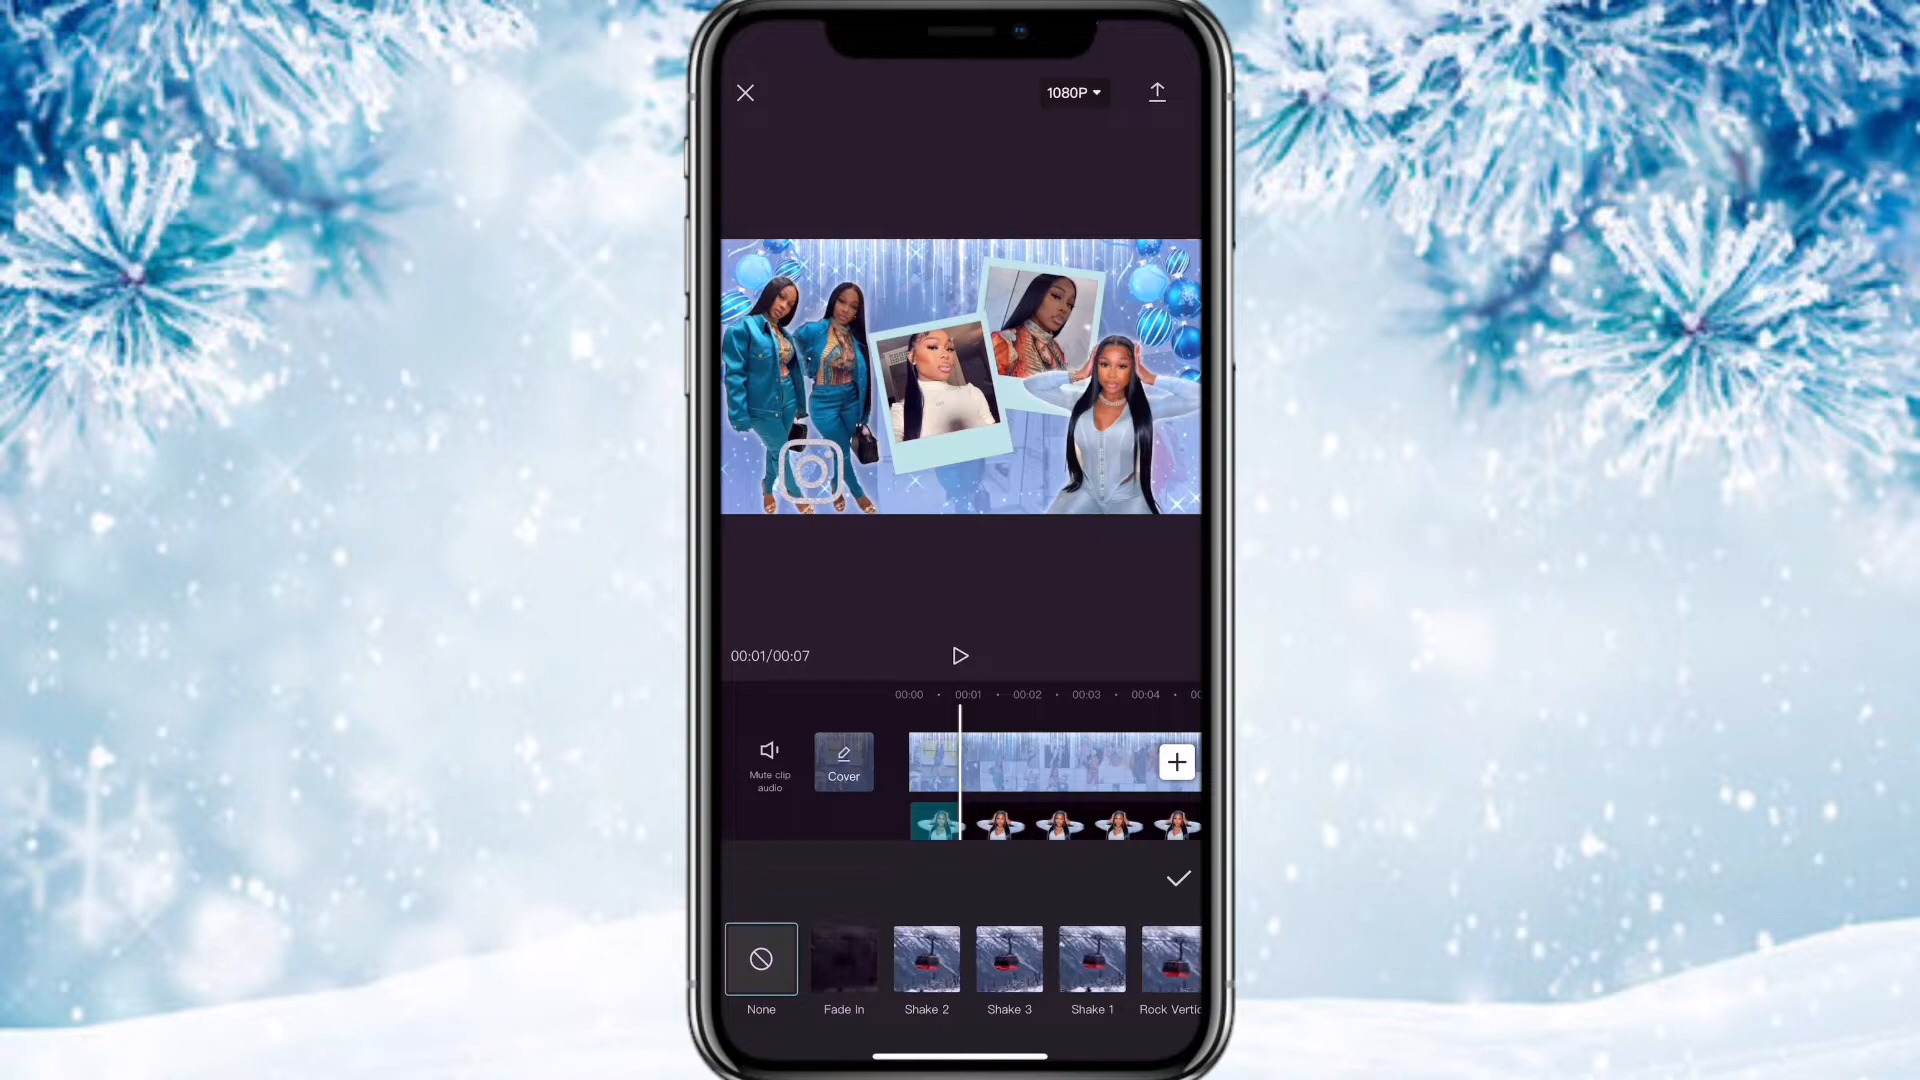 1080P
00:01/00:07
00:00 00:01 00:02 00:03 00:04 00
Mute clip
audio
Cover
None
Fade In
Shake 2
Shake 3
Shake 1
Rock Vertic